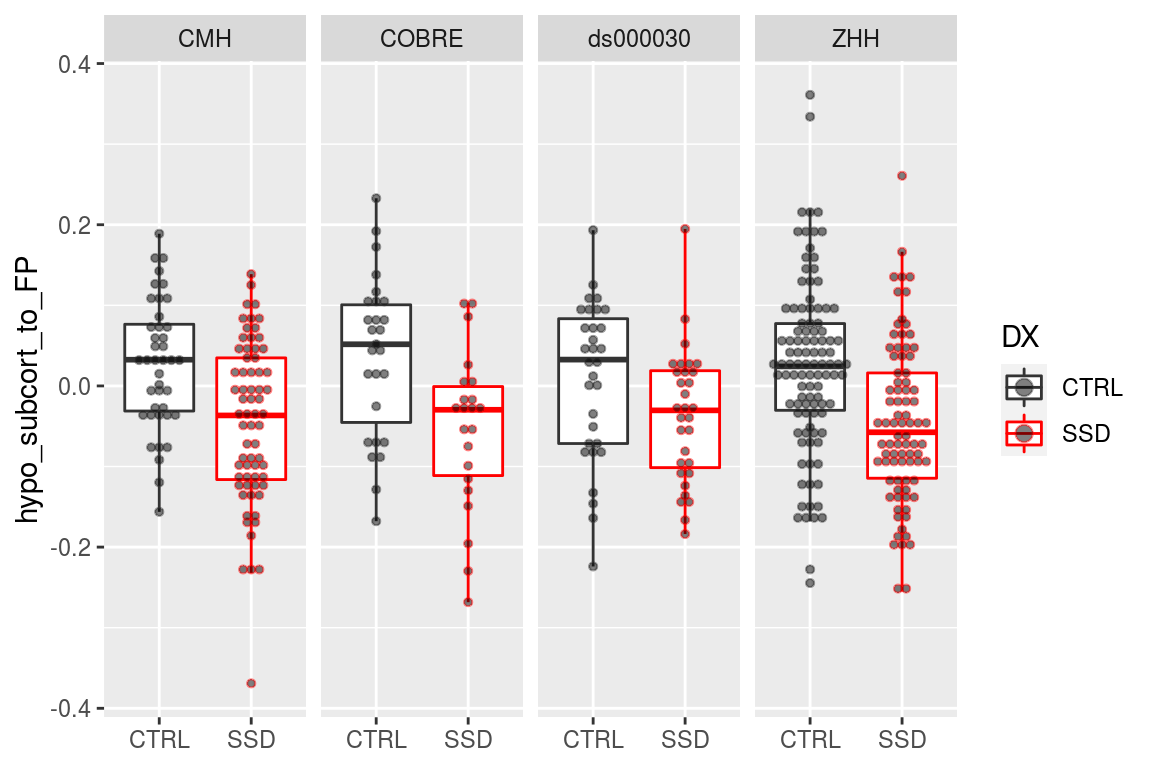 CMH COBRE ds000030 ZHH
0.4
0.2
0.0
-0.2
-0.4
hypo_subcort_to_FP
CTRL SSD CTRL SSD CTRL SSD CTRL SSD
DX
CTRL
SSD